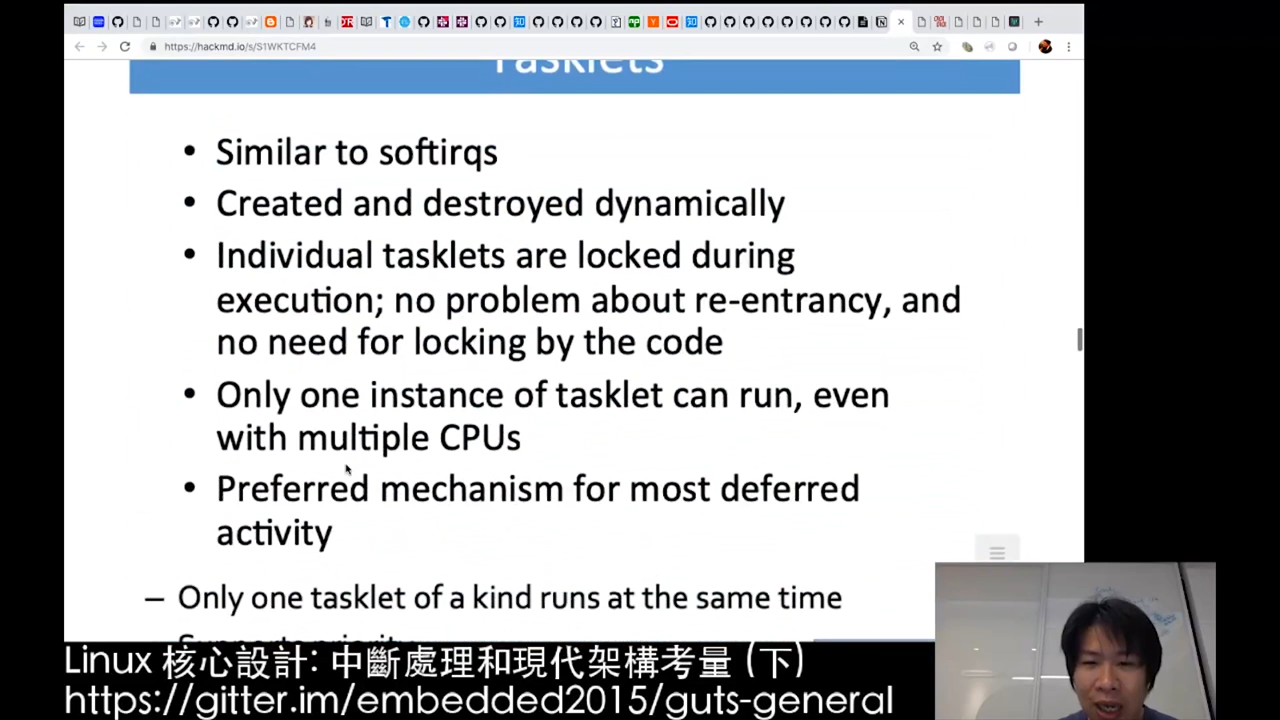 https://hackmd.io/s/S1WKTCFM4
Tasklets
• Similar to softirqs
• Created and destroyed dynamically
• Individual tasklets are locked during
execution; no problem about re-entrancy, and
no need for locking by the code
• Only one instance of tasklet can run, even
with multiple CPUs
• Preferred mechanism for most deferred
activity
– Only one tasklet of a kind runs at the same time
Supports priority
Linux 核心設計: 中斷處理和現代架構考量 (下)
https://gitter.im/embedded2015/guts-general